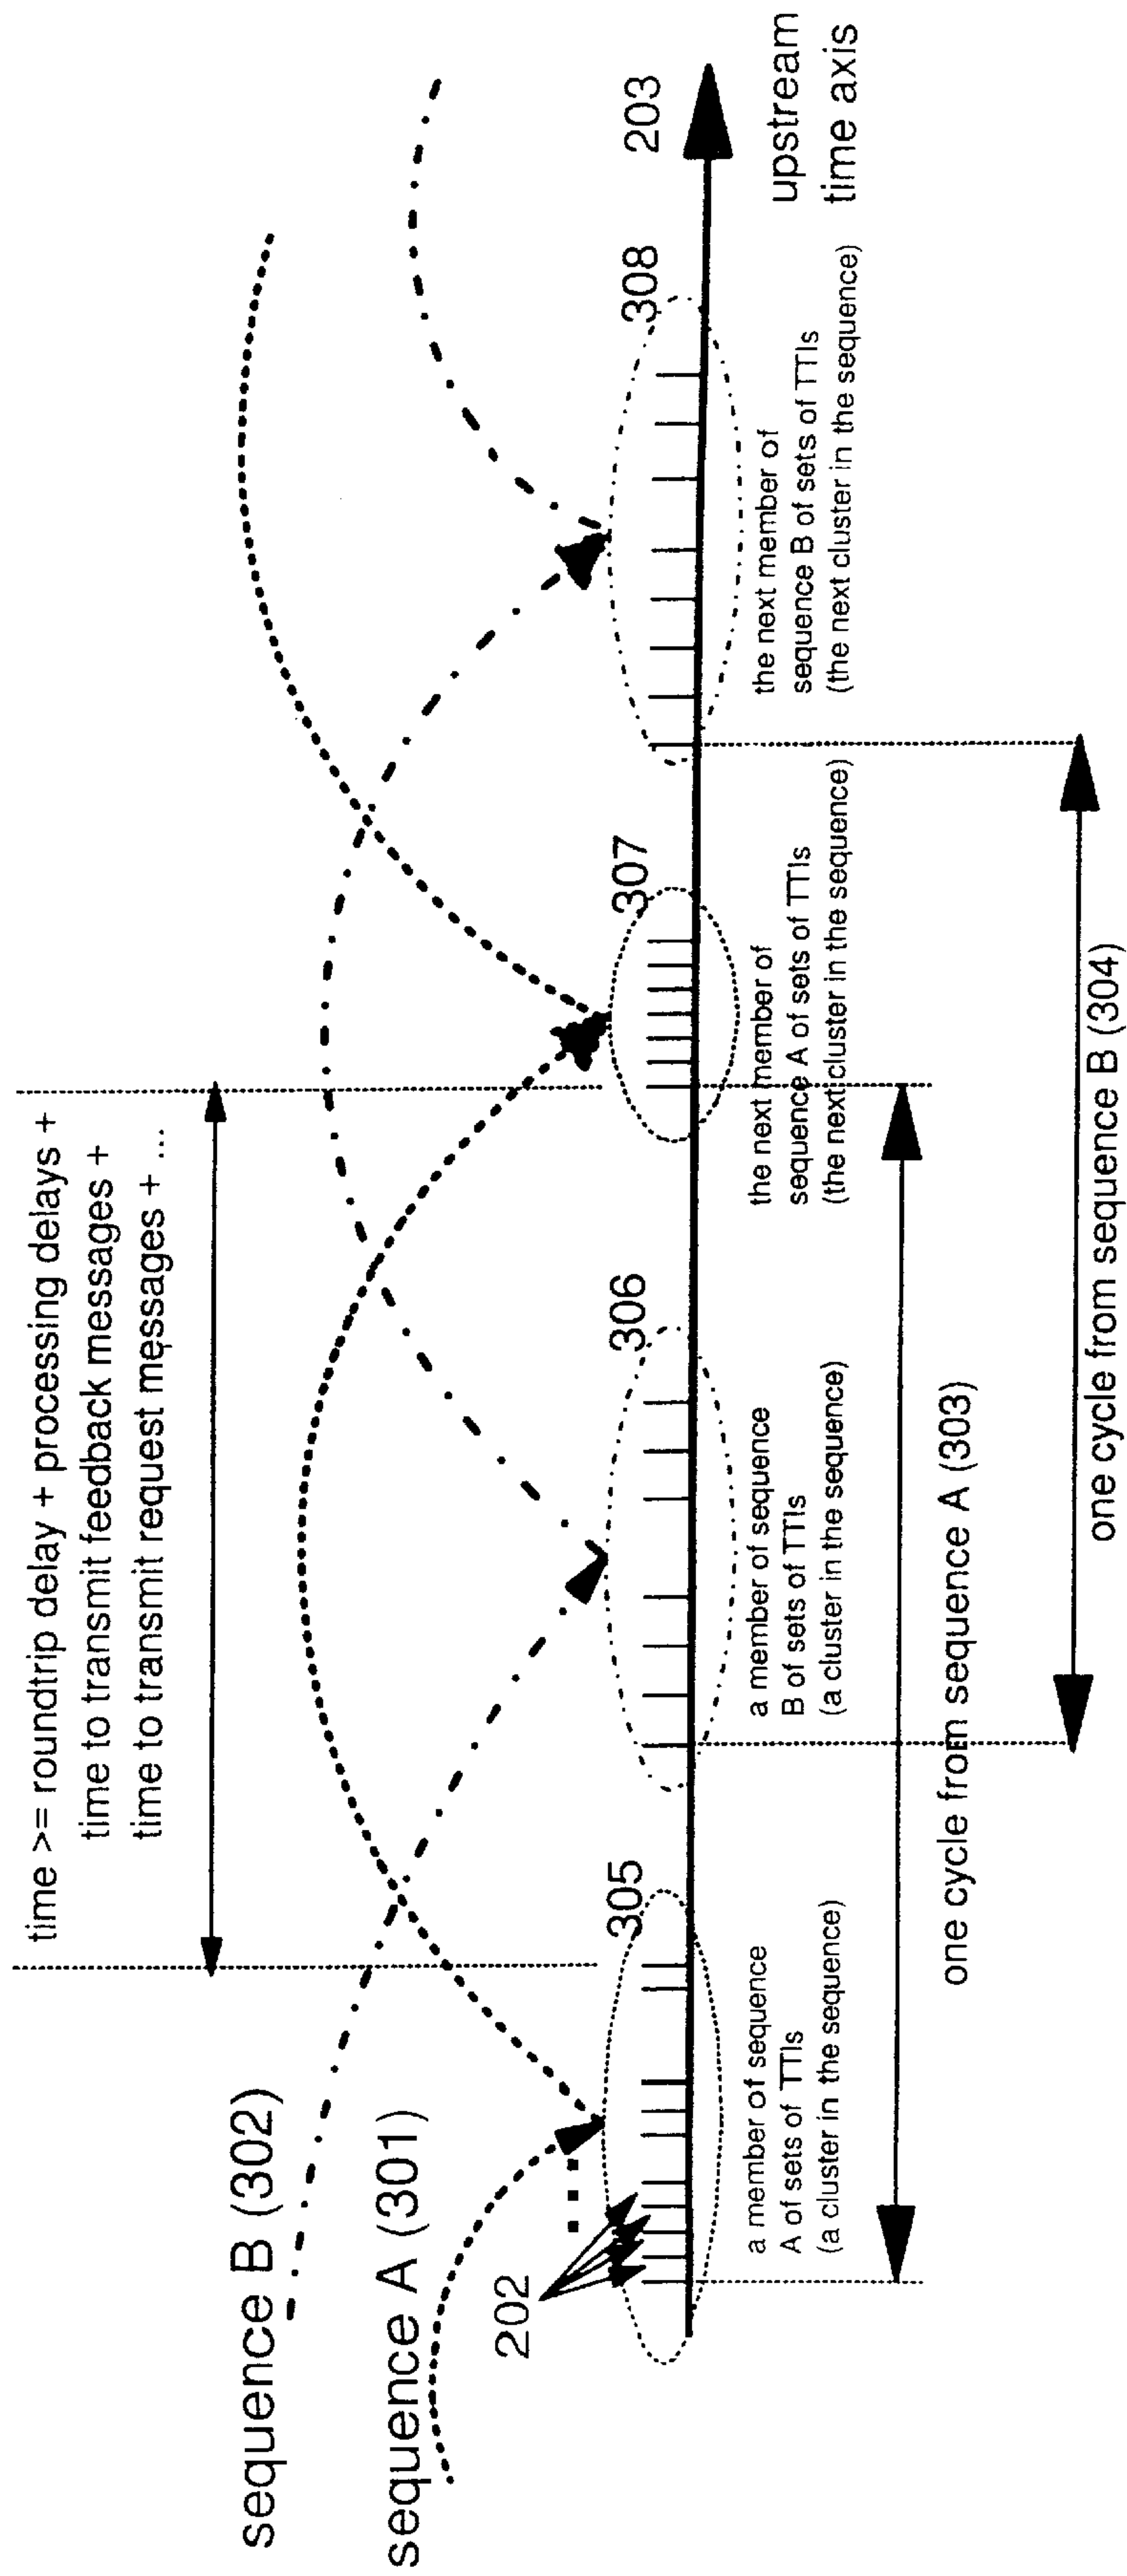 time >= roundtrip delay + processing delays +
time to transmit feedback messages +
time to transmit request messages + ...
sequence B (302)
sequence A (301)
202
305
306
307
308
203
upstream
time axis
a member of sequence
A of sets of TTIs
(a cluster in the sequence)
a member of sequence
B of sets of TTIs
(a cluster in the sequence)
the next member of
sequence A of sets of TTIs
(the next cluster in the sequence)
the next member of
sequence B of sets of TTIs
(the next cluster in the sequence)
one cycle from sequence A (303)
one cycle from sequence B (304)